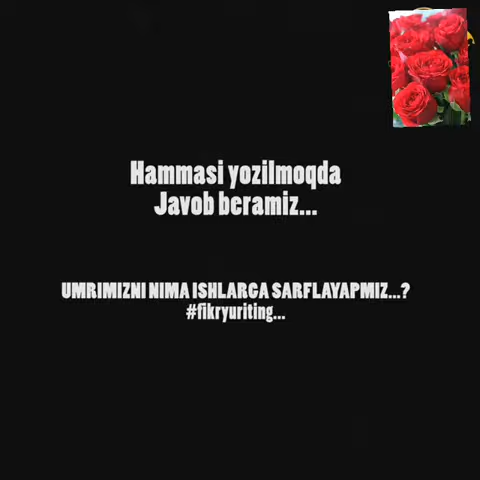 Hammasi yozilmoqda
Javob beramiz...
UMRIMIZNI NIMA ISHLARGA SARFLAYAPMIZ...?
#fikryuriting...